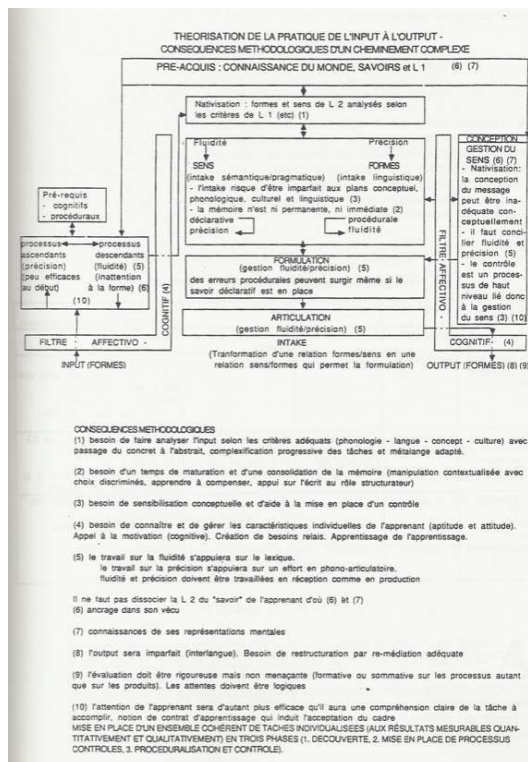 THEORISATION DE LA PRATIQUE DE L'INPUT À L'OUTPUT -
CONSEQUENCES METHODOLOGIQUES D'UN CHEMINEMENT COMPLEXE
PRE-ACQUIS : CONNAISSANCE DU MONDE, SAVOIRS et L 1 (6) (7)
Nativisation : formes et sens de L 2 analysés selon
les critères de L 1 (etc) (1)
Fluidité Précision
SENS FORMES
(intake sémantique/pragmatique) (intake linguistique)
- l'intake risque d'être imparfait aux plans conceptuel,
phonologique, culturel et linguistique (3)
- la mémoire n'est ni permanente, ni immédiate (2)
déclarative procédurale
précision fluidité
FORMULATION
(gestion fluidité/précision) (5)
des erreurs procédurales peuvent surgir même si le
savoir déclaratif est en place
ARTICULATION
(gestion fluidité/précision) (5)
INTAKE
(Tranformation d'une relation formes/sens en une
relation sens/formes qui permet la formulation)
Pré-requis
- cognitifs
- procéduraux
processus processus
ascendants descendants
(précision) (fluidité) (5)
(peu efficaces (inattention
au début) à la forme) (6)
(10)
COGNITIF (4)
FILTRE - AFFECTIVO -
INPUT (FORMES)
FILTRE - AFFECTIVO -
CONCEPTION
GESTION DU
SENS (6) (7)
- Nativisation:
la conception
du message
peut être ina-
déquate con-
ceptuellement
- il faut conci-
lier fluidité et
précision (5)
- le contrôle
est un proces-
sus de haut
niveau lié donc
à la gestion
du sens (3) (10)
COGNITIF- (4)
OUTPUT (FORMES) (8) (9)
CONSEQUENCES METHODOLOGIQUES
(1) besoin de faire analyser l'input selon les critères adéquats (phonologie - langue - concept - culture) avec
passage du concret à l'abstrait, complexification progressive des tâches et métalange adapté.
(2) besoin d'un temps de maturation et d'une consolidation de la mémoire (manipulation contextualisée avec
choix discriminés, apprendre à compenser, appui sur l'écrit au rôle structurateur)
(3) besoin de sensibilisation conceptuelle et d'aide à la mise en place d'un contrôle
(4) besoin de connaître et de gérer les caractéristiques individuelles de l'apprenant (aptitude et attitude).
Appel à la motivation (cognitive). Création de besoins relais. Apprentissage de l'apprentissage.
(5) le travail sur la fluidité s'appuiera sur le lexique.
le travail sur la précision s'appuiera sur un effort en phono-articulatoire.
fluidité et précision doivent être travaillées en réception comme en production
Il ne faut pas dissocier la L 2 du "savoir" de l'apprenant d'où (6) èt (7)
(6) ancrage dans son vécu
(7) connaissances de ses représentations mentales
(8) l'output sera imparfait (interlangue). Besoin de restructuration par re-médiation adéquate
(9) l'évaluation doit être rigoureuse mais non menaçante (formative ou sommative sur les processus autant
que sur les produits). Les attentes doivent être logiques
(10) l'attention de l'apprenant sera d'autant plus efficace qu'il aura une compréhension claire de la tâche à
accomplir, notion de contrat d'apprentissage qui induit l'acceptation du cadre
MISE EN PLACE D'UN ENSEMBLE COHÉRENT DE TACHES INDIVIDUALISEES (AUX RÉSULTATS MESURABLES QUAN-
TITATIVEMENT ET QUALITATIVEMENT) EN TROIS PHASES (1. DECOUVERTE, 2. MISE EN PLACE DE PROCESSUS
CONTROLES, 3. PROCEDURALISATION ET CONTROLE).